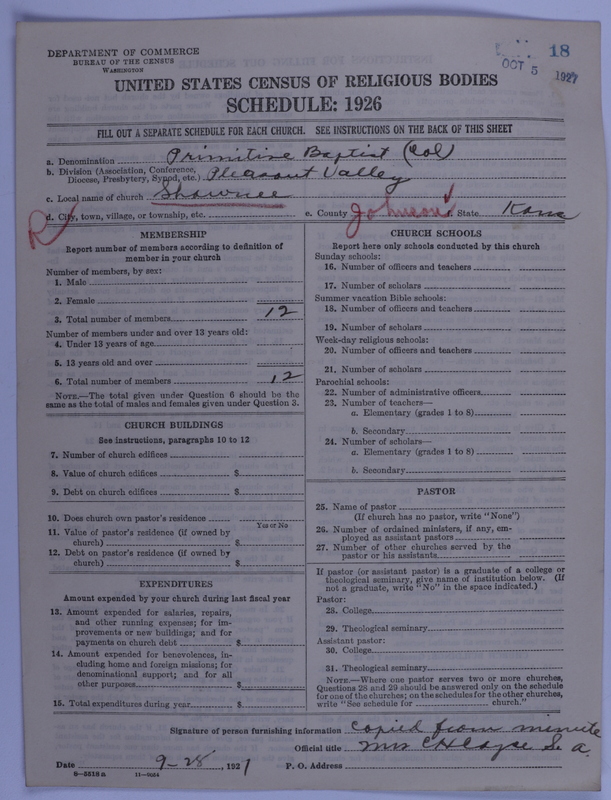 DEPARTMENT OF COMMERCE
BUREAU OF THE CENSUS
WASHINGTON
OCT 5 1927
18
UNITED STATES CENSUS OF RELIGIOUS BODIES
SCHEDULE: 1926
FILL OUT A SEPARATE SCHEDULE FOR EACH CHURCH. SEE INSTRUCTIONS ON THE BACK OF THIS SHEET
a. Denomination Primitive Baptist (Col)
b. Division (Association, Conference, Diocese, Presbytery, Synod, etc.) Pleasant Valley
c. Local name of church Shawnee
d. City, town, village, or township, etc.
e. County Johnson f. State Kans
R
MEMBERSHIP
Report number of members according to definition of
member in your church
Number of members, by sex:
1. Male
2. Female
3. Total number of members 12
Number of members under and over 13 years old:
4. Under 13 years of age
5. 13 years old and over
6. Total number of members 12
NOTE.—The total given under Question 6 should be the
same as the total of males and females given under Question 3.
CHURCH BUILDINGS
See instructions, paragraphs 10 to 12
7. Number of church edifices
8. Value of church edifices $
9. Debt on church edifices $
10. Does church own pastor's residence
Yes or No
11. Value of pastor's residence (if owned by
church) $
12. Debt on pastor's residence (if owned by
church) $
EXPENDITURES
Amount expended by your church during last fiscal year
13. Amount expended for salaries, repairs,
and other running expenses; for im-
provements or new buildings; and for
payments on church debt $
14. Amount expended for benevolences, in-
cluding home and foreign missions; for
denominational support; and for all
other purposes $
15. Total expenditures during year $
CHURCH SCHOOLS
Report here only schools conducted by this church
Sunday schools:
16. Number of officers and teachers
17. Number of scholars
Summer vacation Bible schools:
18. Number of officers and teachers
19. Number of scholars
Week-day religious schools:
20. Number of officers and teachers
21. Number of scholars
Parochial schools:
22. Number of administrative officers
23. Number of teachers—
a. Elementary (grades 1 to 8)
b. Secondary
24. Number of scholars—
a. Elementary (grades 1 to 8)
b. Secondary
PASTOR
25. Name of pastor
(If church has no pastor, write "None")
26. Number of ordained ministers, if any, em-
ployed as assistant pastors
27. Number of other churches served by the
pastor or his assistants
If pastor (or assistant pastor) is a graduate of a college or
theological seminary, give name of institution below. (If
not a graduate, write "No" in the space indicated.)
Pastor:
28. College
29. Theological seminary
Assistant pastor:
30. College
31. Theological seminary
NOTE.—Where one pastor serves two or more churches,
Questions 28 and 29 should be answered only on the schedule
for one of the churches; on the schedules for the other churches,
write "See schedule for church."
Signature of person furnishing information Copied from minute
Official title Mrs S. a.
Date 9-28, 1927 P. O. Address
8—5518 a 11—9054